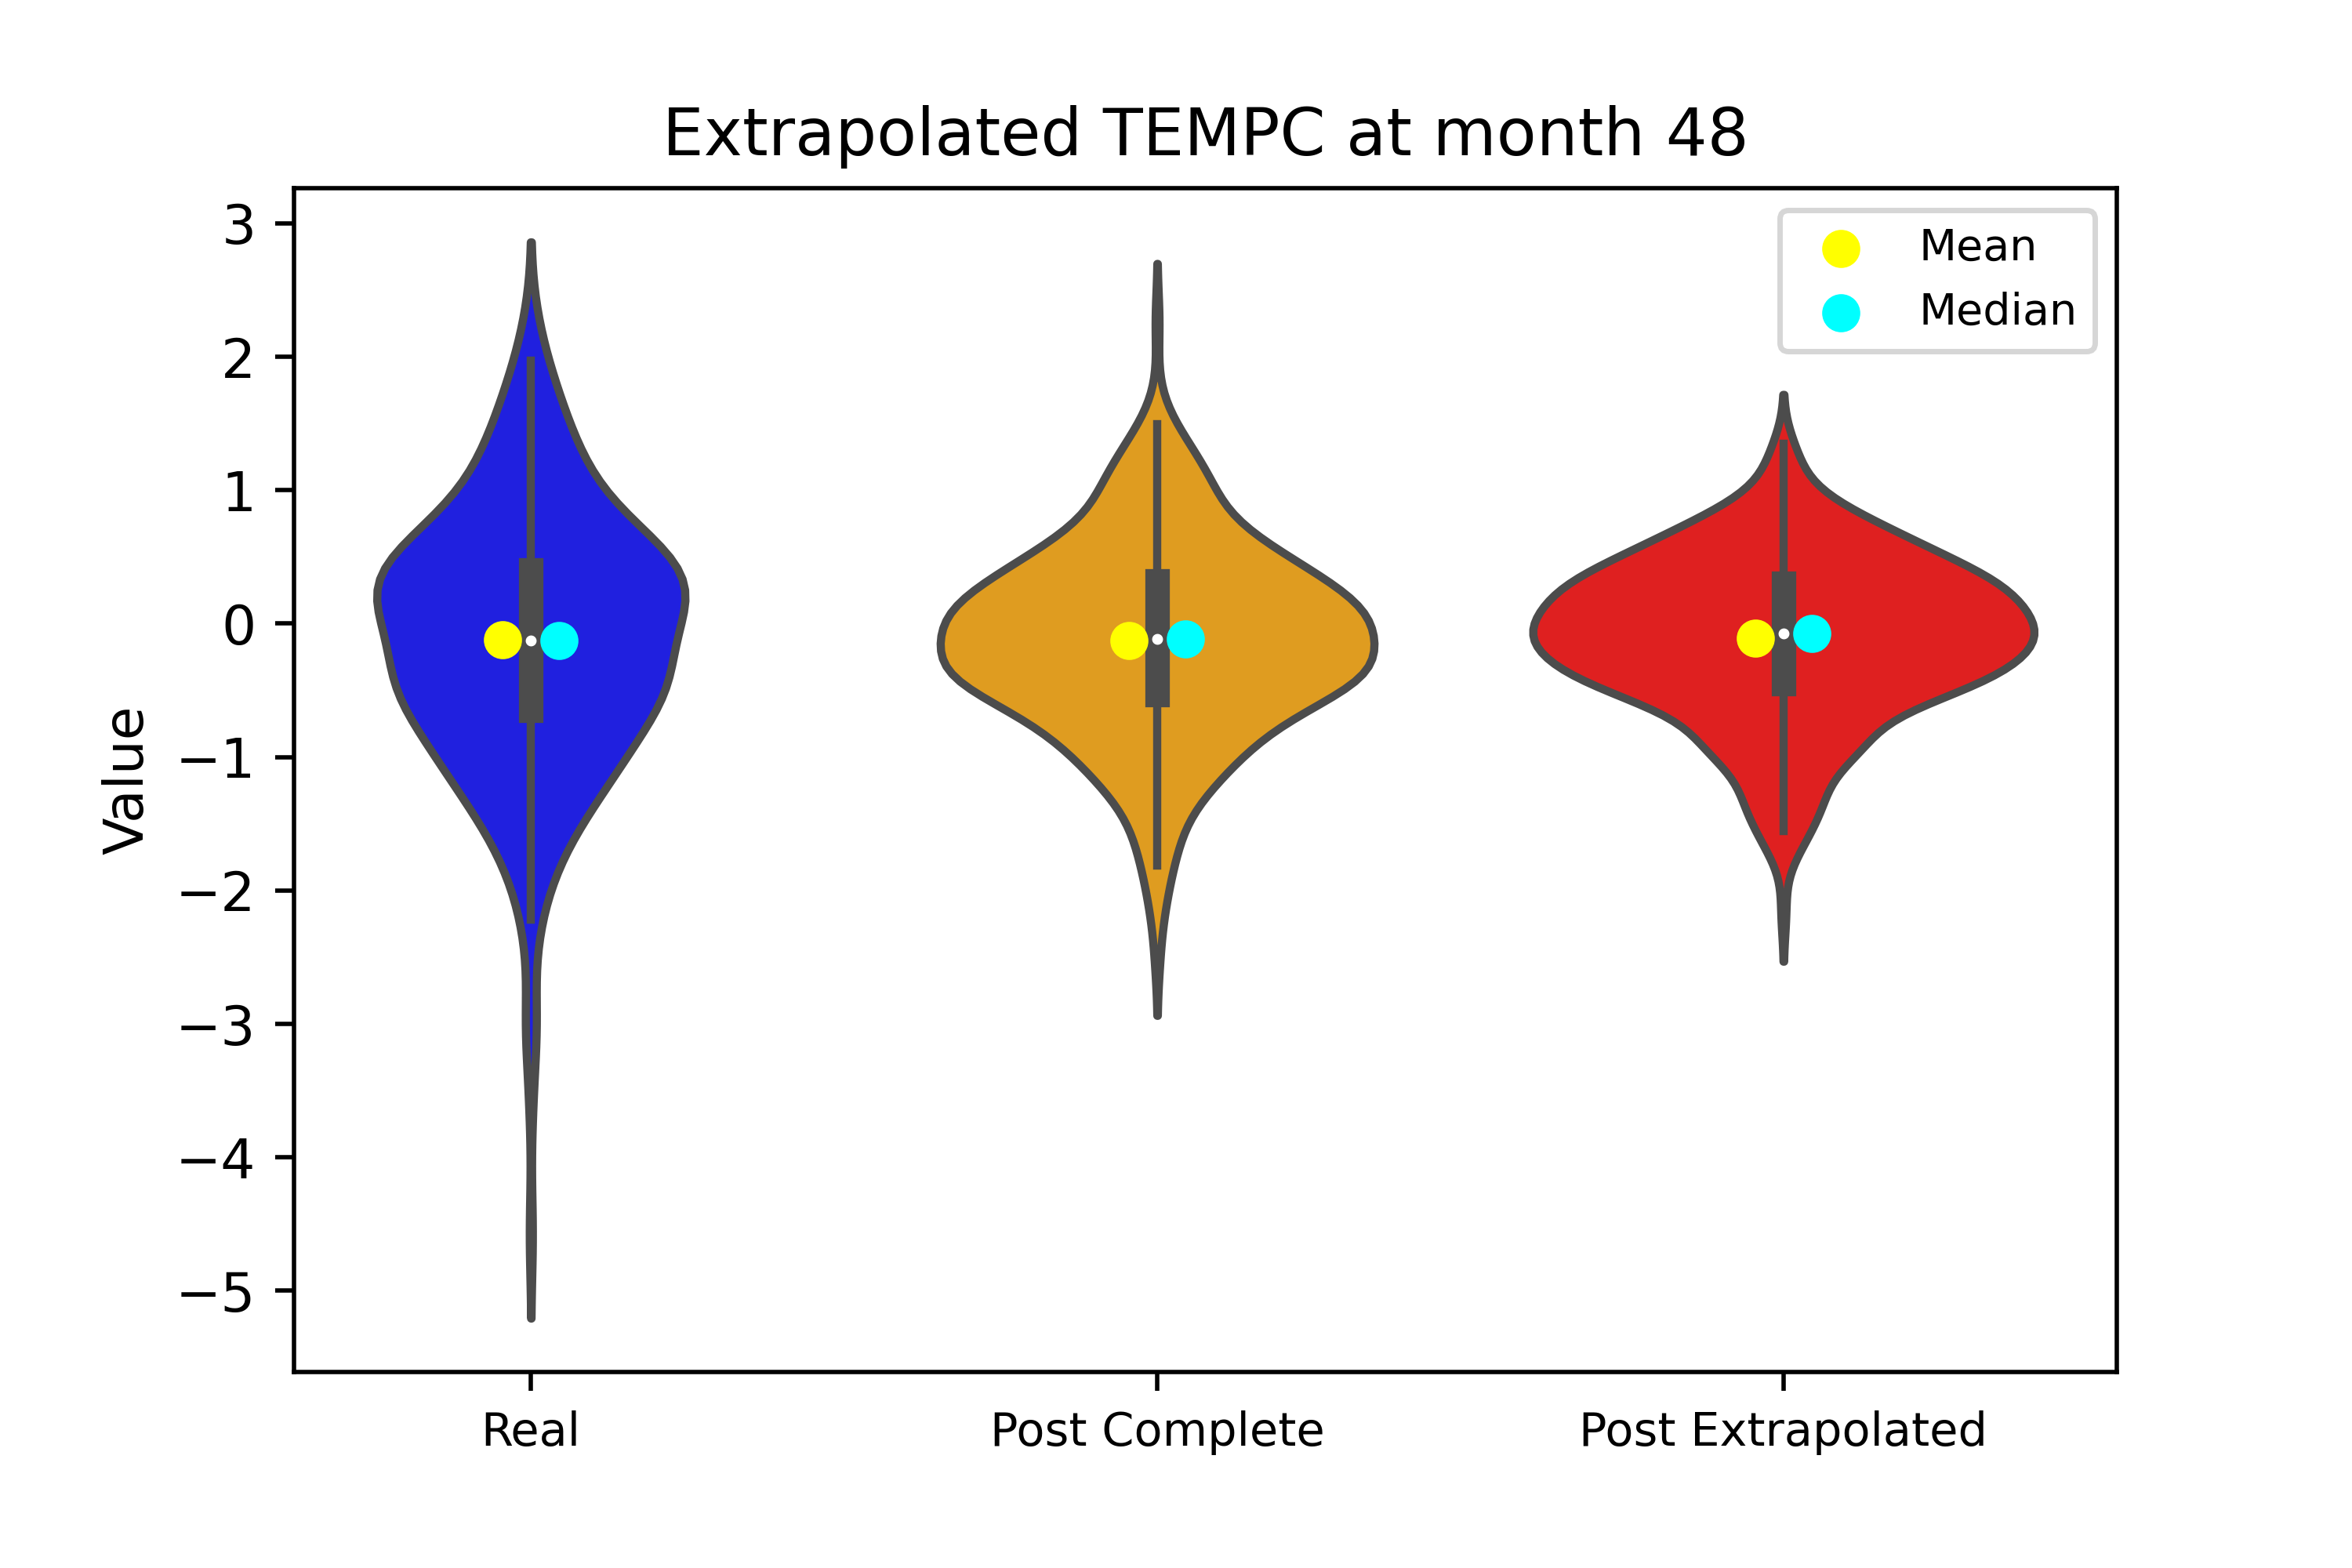 Extrapolated TEMPC at month 48
Mean
Median
3
2
1
0
−1
−2
−3
−4
−5
Value
Real
Post Complete
Post Extrapolated